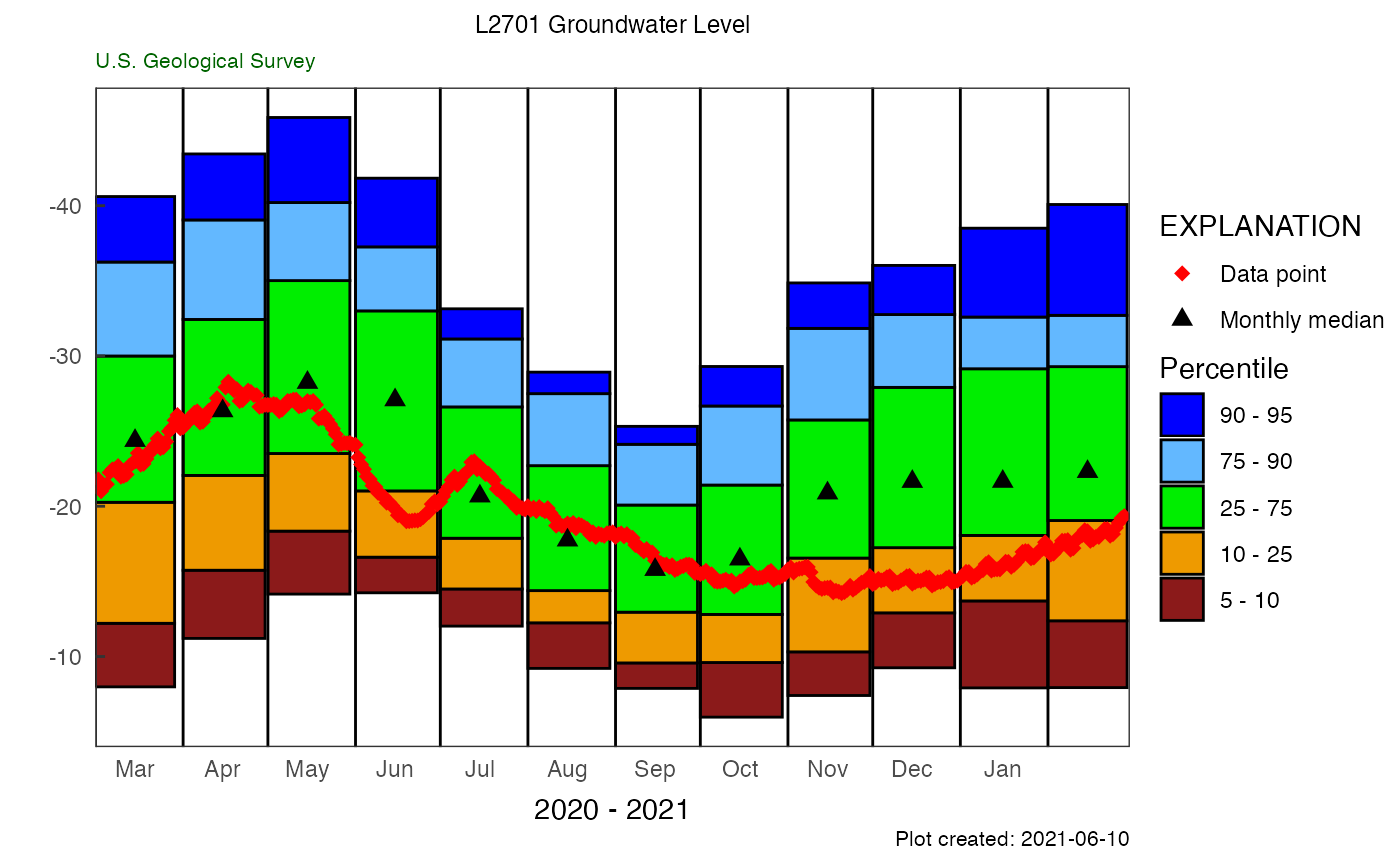 L2701 Groundwater Level
U.S. Geological Survey
-40
-30
-20
-10
Mar Apr May Jun Jul Aug Sep Oct Nov Dec Jan
2020 - 2021
EXPLANATION
Data point
Monthly median
Percentile
90 - 95
75 - 90
25 - 75
10 - 25
5 - 10
Plot created: 2021-06-10